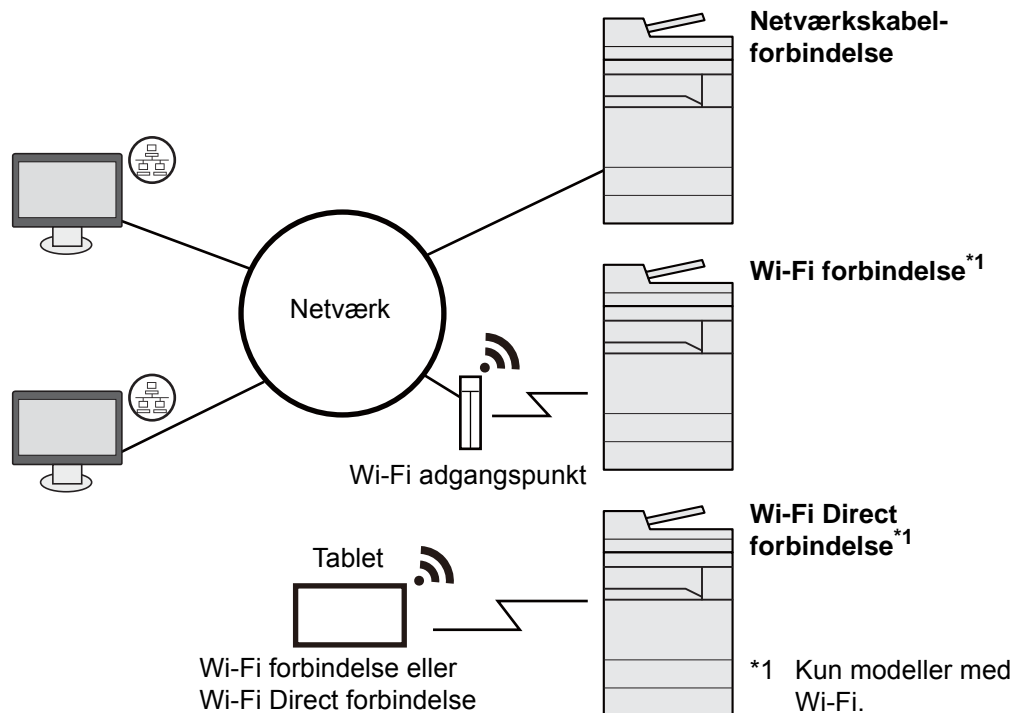 Netværkskabel-
forbindelse
Netværk
Wi-Fi forbindelse*1
Wi-Fi adgangspunkt
Wi-Fi Direct
forbindelse*1
Tablet
Wi-Fi forbindelse eller
Wi-Fi Direct forbindelse
*1 Kun modeller med
Wi-Fi.